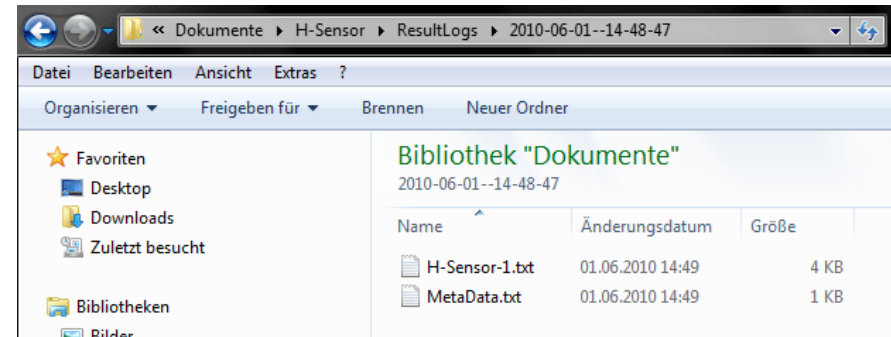 « Dokumente ▸ H-Sensor ▸ ResultLogs ▸ 2010-06-01--14-48-47
Datei Bearbeiten Ansicht Extras ?
Organisieren Freigeben für Brennen Neuer Ordner
Favoriten
Desktop
Downloads
Zuletzt besucht
Bibliotheken
Bilder
Bibliothek "Dokumente"
2010-06-01--14-48-47
Name Änderungsdatum Größe
H-Sensor-1.txt 01.06.2010 14:49 4 KB
MetaData.txt 01.06.2010 14:49 1 KB